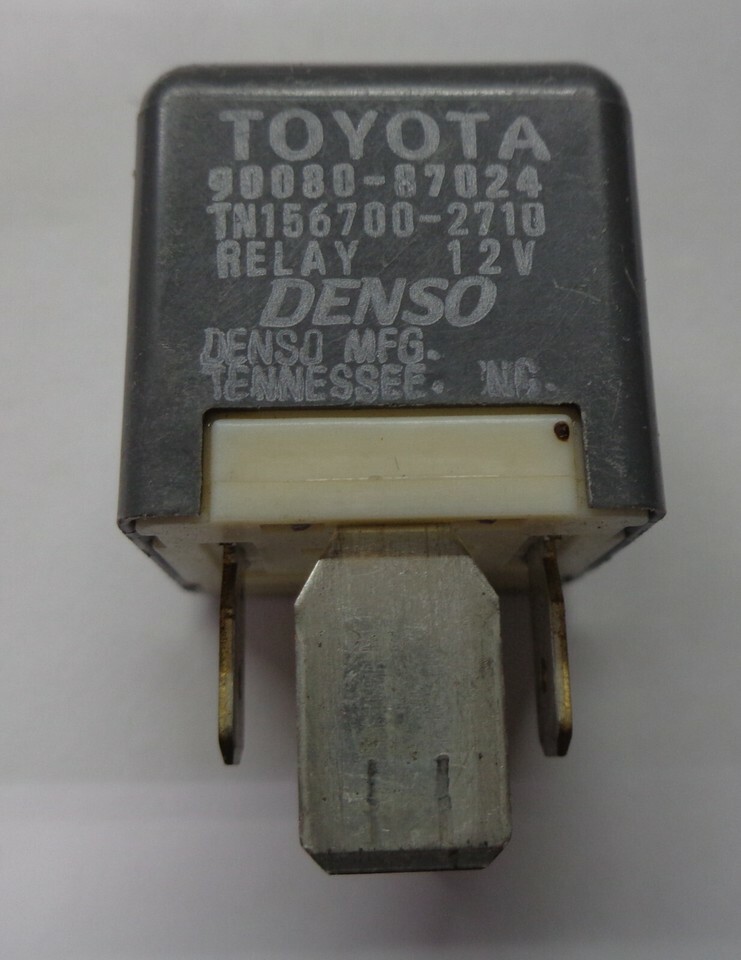 TOYOTA
90080-87024
TN156700-2710
RELAY 12V
DENSO
DENSO MFG.
TENNESSEE. INC.